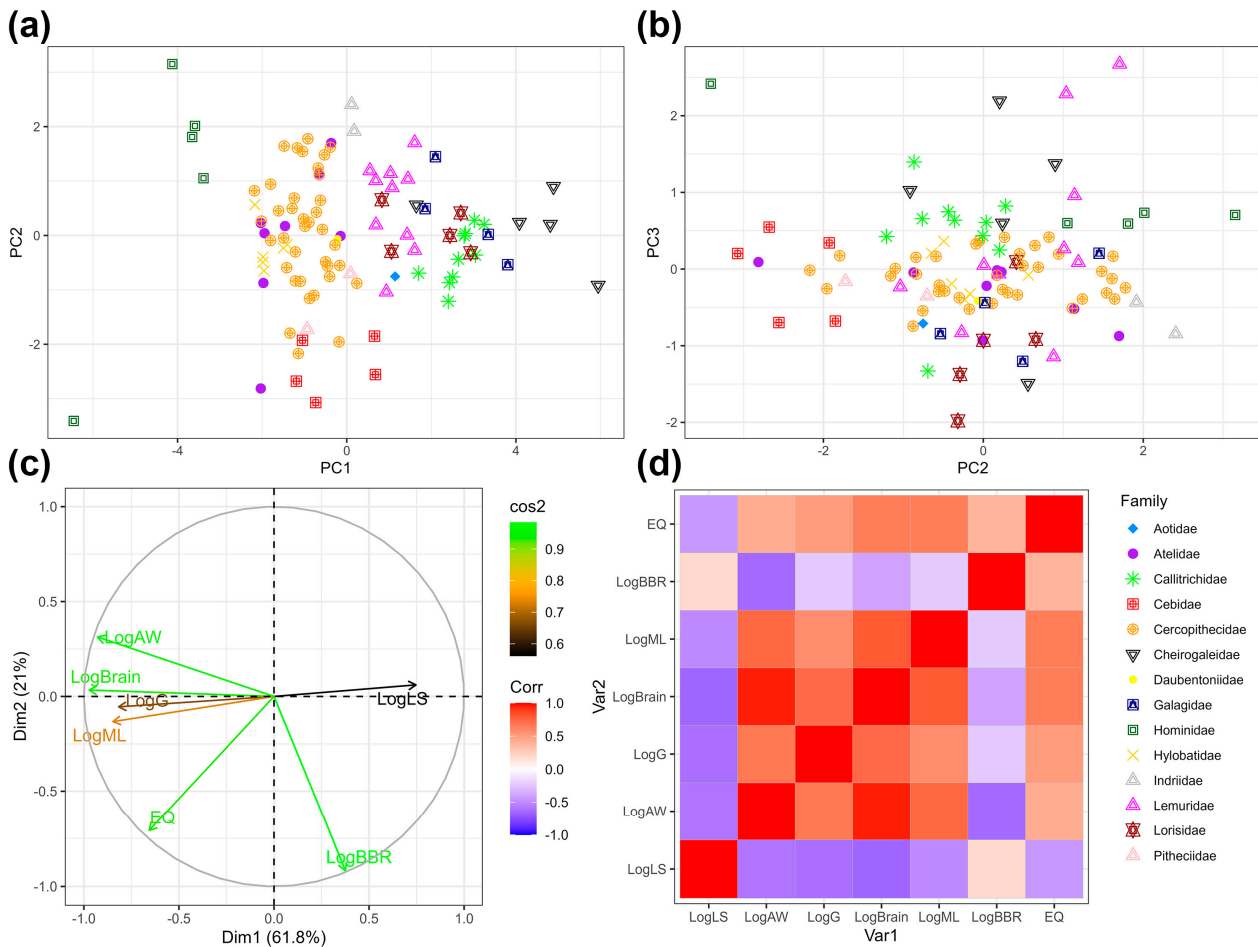 (a)
2
0
-2
PC2
-4
0
4
PC1
(b)
2
1
0
-1
-2
PC3
-2
0
2
PC2
(c)
1.0
0.5
0.0
-0.5
-1.0
Dim2 (21%)
LogAW
LogBrain
LogG
LogML
LogLS
EQ
LogBBR
-1.0
-0.5
0.0
0.5
1.0
Dim1 (61.8%)
cos2
0.9
0.8
0.7
0.6
Corr
1.0
0.5
0.0
-0.5
-1.0
(d)
EQ
LogBBR
LogML
LogBrain
LogG
LogAW
LogLS
Var2
LogLS
LogAW
LogG
LogBrain
LogML
LogBBR
EQ
Var1
Family
Aotidae
Atelidae
Callitrichidae
Cebidae
Cercopithecidae
Cheirogaleidae
Daubentoniidae
Galagidae
Hominidae
Hylobatidae
Indriidae
Lemuridae
Lorisidae
Pitheciidae